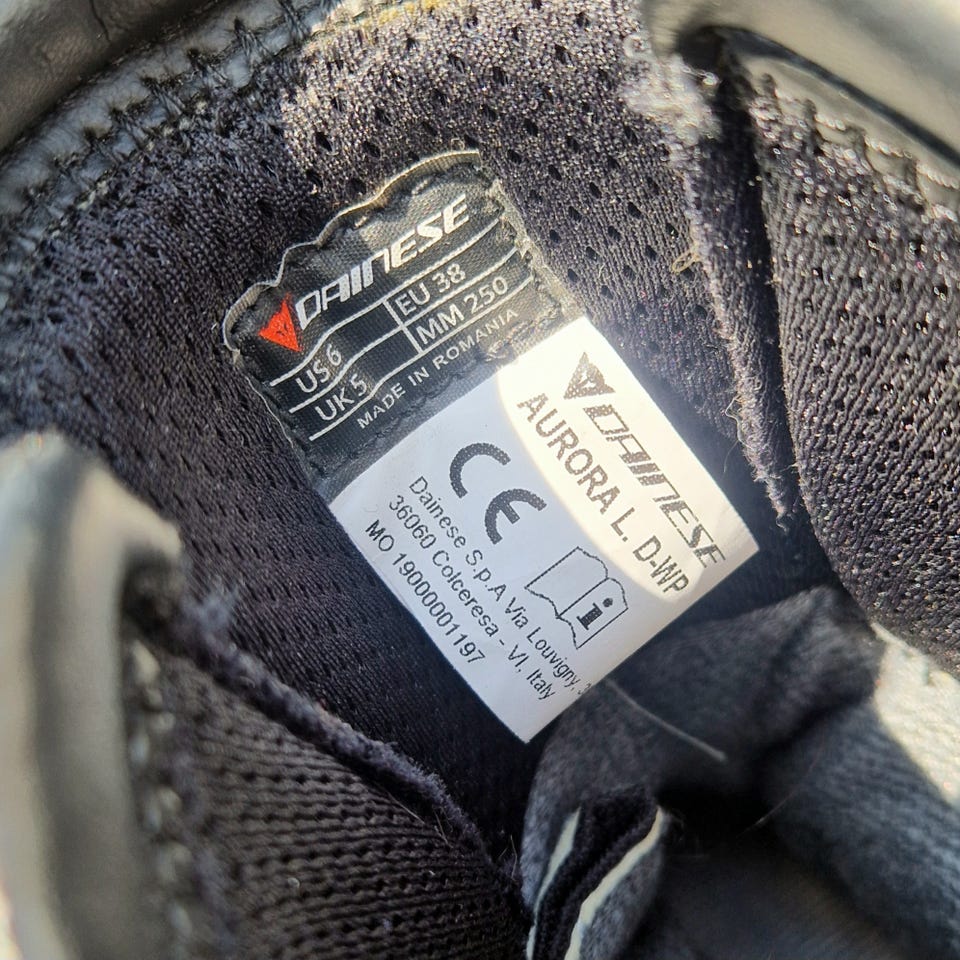 DAINESE
US 6 EU 38
UK 5 MM 250
MADE IN ROMANIA
DAINESE
AURORA L. D-WP
CE
i
Dainese S.p.A Via Louvigny,
36060 Colceresa - VI, Italy
MO 19000001197